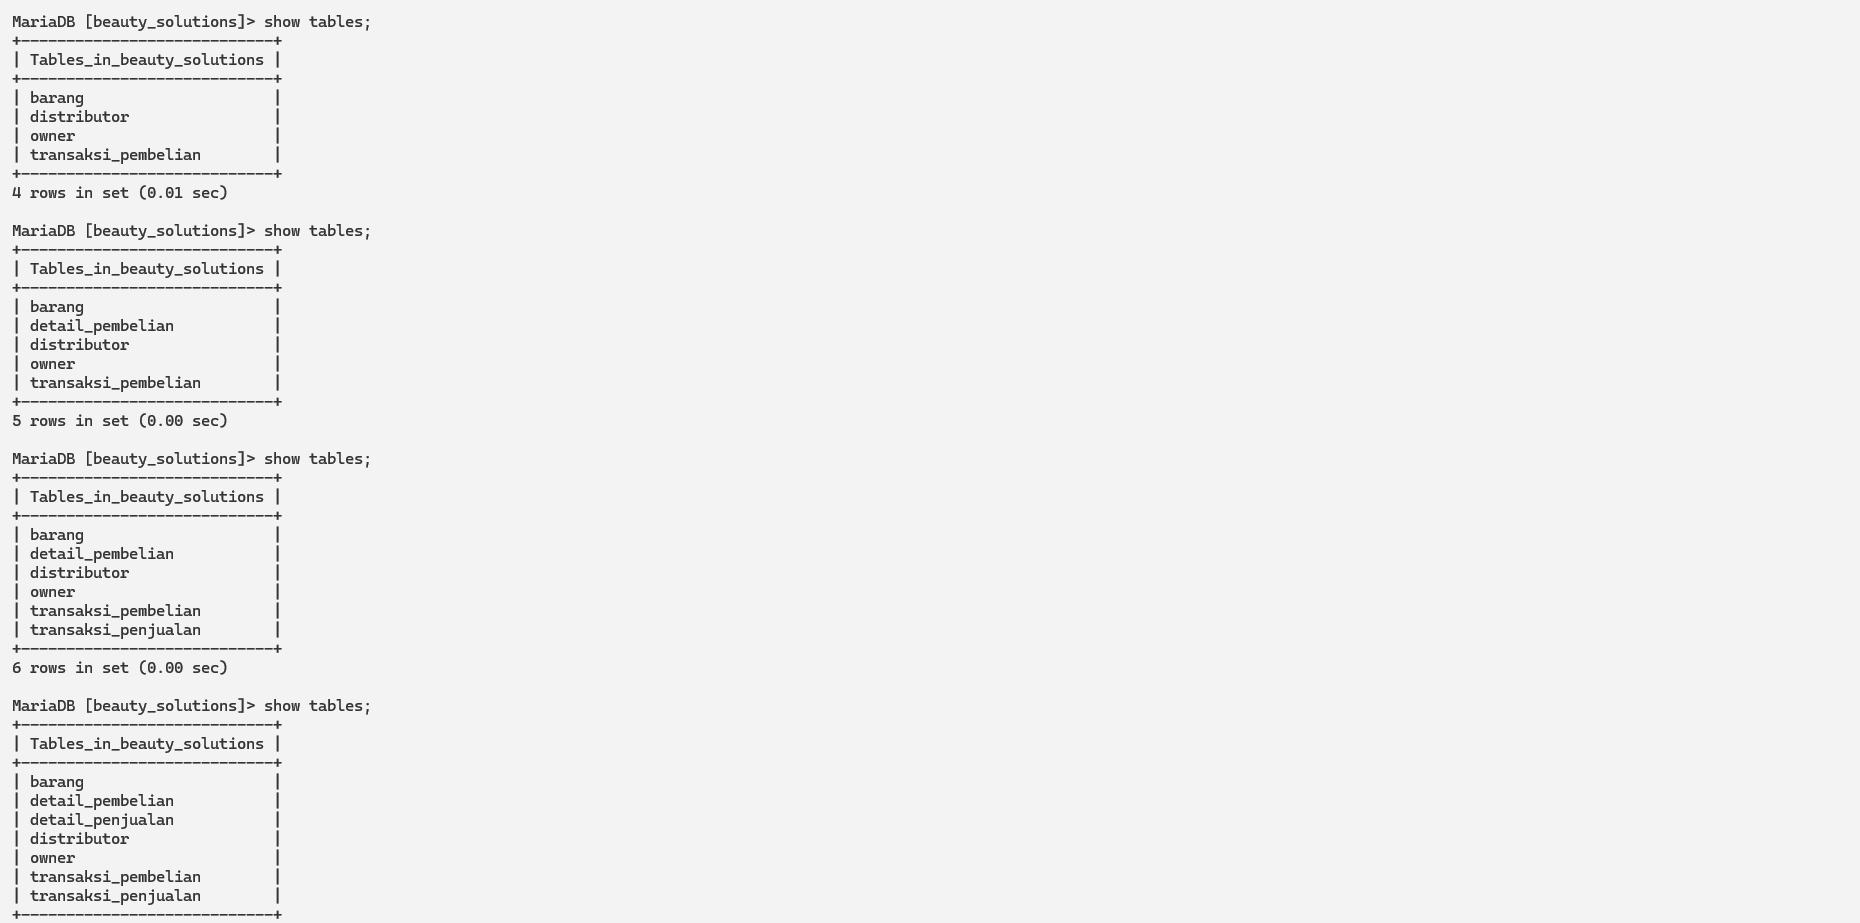 MariaDB [beauty_solutions]> show tables;
+----------------------------+
| Tables_in_beauty_solutions |
+----------------------------+
| barang                     |
| distributor                |
| owner                      |
| transaksi_pembelian        |
+----------------------------+
4 rows in set (0.01 sec)

MariaDB [beauty_solutions]> show tables;
+----------------------------+
| Tables_in_beauty_solutions |
+----------------------------+
| barang                     |
| detail_pembelian           |
| distributor                |
| owner                      |
| transaksi_pembelian        |
+----------------------------+
5 rows in set (0.00 sec)

MariaDB [beauty_solutions]> show tables;
+----------------------------+
| Tables_in_beauty_solutions |
+----------------------------+
| barang                     |
| detail_pembelian           |
| distributor                |
| owner                      |
| transaksi_pembelian        |
| transaksi_penjualan        |
+----------------------------+
6 rows in set (0.00 sec)

MariaDB [beauty_solutions]> show tables;
+----------------------------+
| Tables_in_beauty_solutions |
+----------------------------+
| barang                     |
| detail_pembelian           |
| detail_penjualan           |
| distributor                |
| owner                      |
| transaksi_pembelian        |
| transaksi_penjualan        |
+----------------------------+